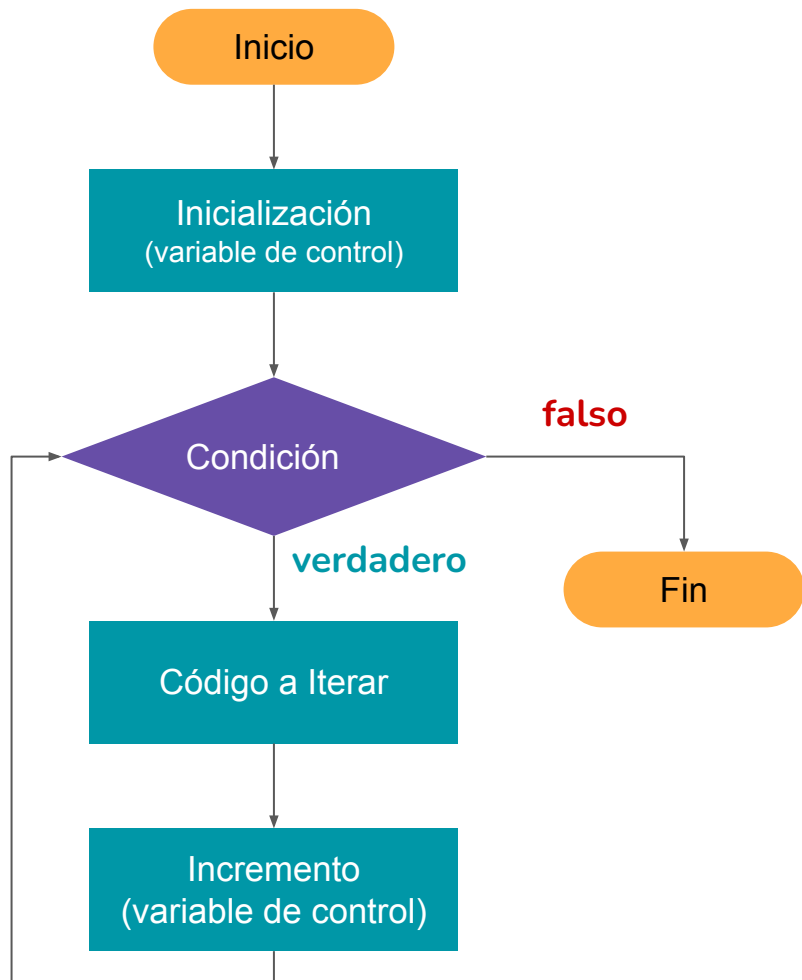 Inicio
Inicialización
(variable de control)
Condición
falso
verdadero
Fin
Código a Iterar
Incremento
(variable de control)